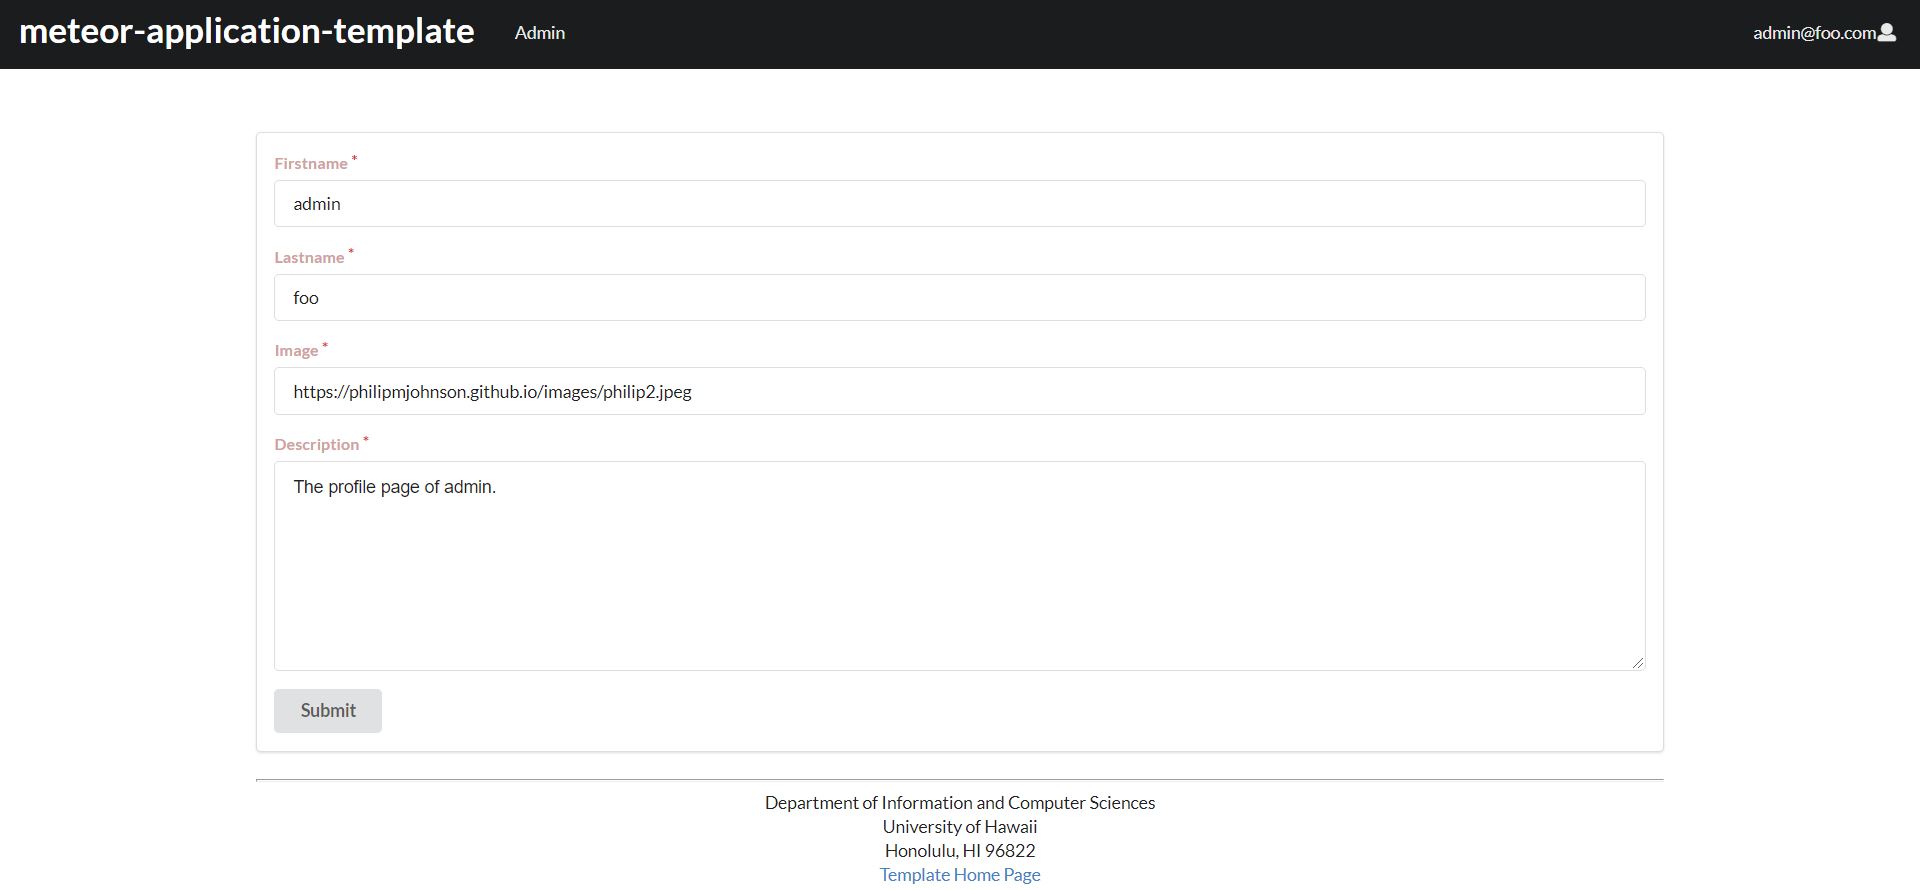 meteor-application-template Admin admin@foo.com
Firstname *
admin
Lastname *
foo
Image *
https://philipmjohnson.github.io/images/philip2.jpeg
Description *
The profile page of admin.
Submit
Department of Information and Computer Sciences
University of Hawaii
Honolulu, HI 96822
Template Home Page